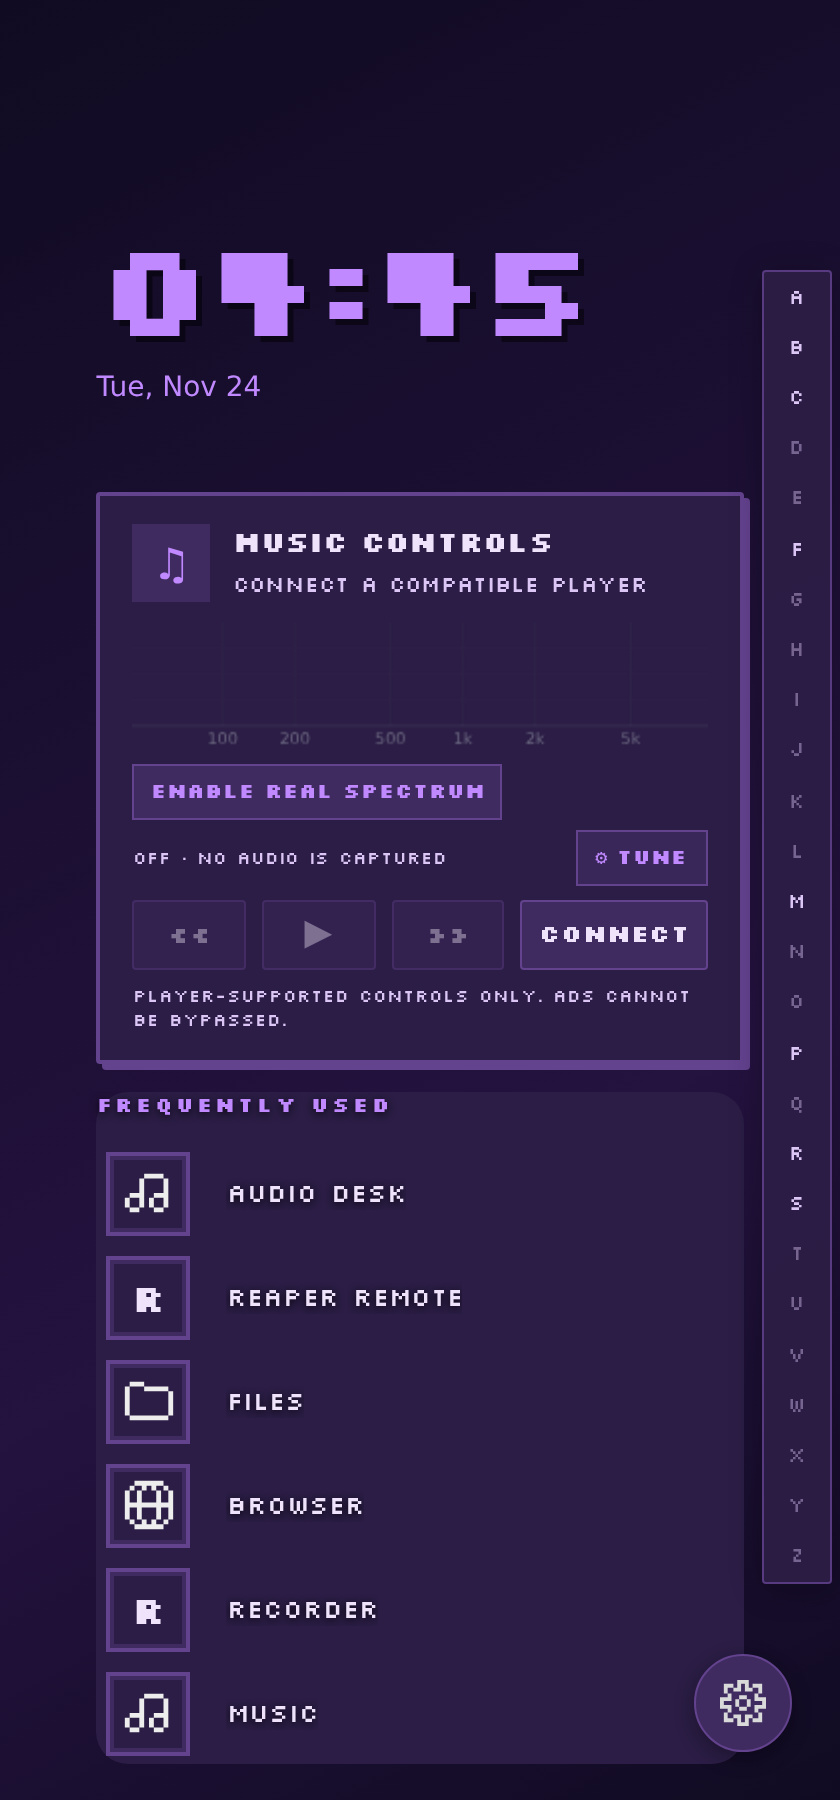 04:45
Tue, Nov 24
♫
MUSIC CONTROLS
CONNECT A COMPATIBLE PLAYER
100 200 500 1k 2k 5k
ENABLE REAL SPECTRUM
OFF · NO AUDIO IS CAPTURED
⚙ TUNE
<< ▶ >> CONNECT
PLAYER-SUPPORTED CONTROLS ONLY. ADS CANNOT
BE BYPASSED.
FREQUENTLY USED
AUDIO DESK
R REAPER REMOTE
FILES
BROWSER
R RECORDER
MUSIC
A
B
C
D
E
F
G
H
I
J
K
L
M
N
O
P
Q
R
S
T
U
V
W
X
Y
Z